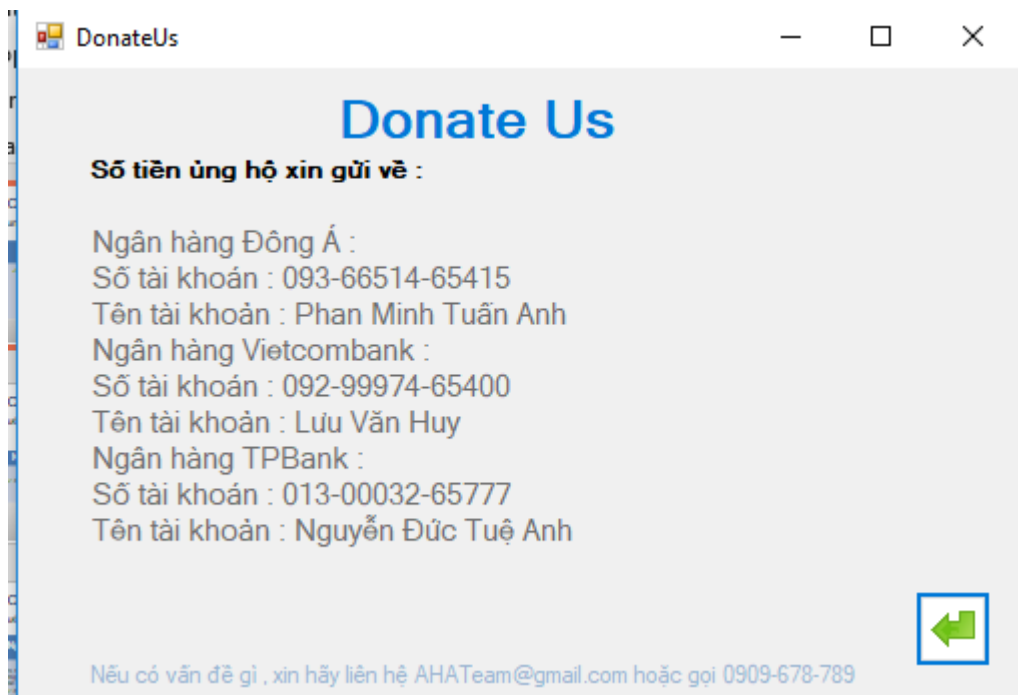 DonateUs
Donate Us
Số tiền ủng hộ xin gửi về :
Ngân hàng Đông Á :
Số tài khoán : 093-66514-65415
Tên tài khoản : Phan Minh Tuấn Anh
Ngân hàng Vietcombank :
Số tài khoán : 092-99974-65400
Tên tài khoản : Lưu Văn Huy
Ngân hàng TPBank :
Số tài khoán : 013-00032-65777
Tên tài khoản : Nguyễn Đức Tuệ Anh
Nếu có vấn đề gì , xin hãy liên hệ AHATeam@gmail.com hoặc gọi 0909-678-789